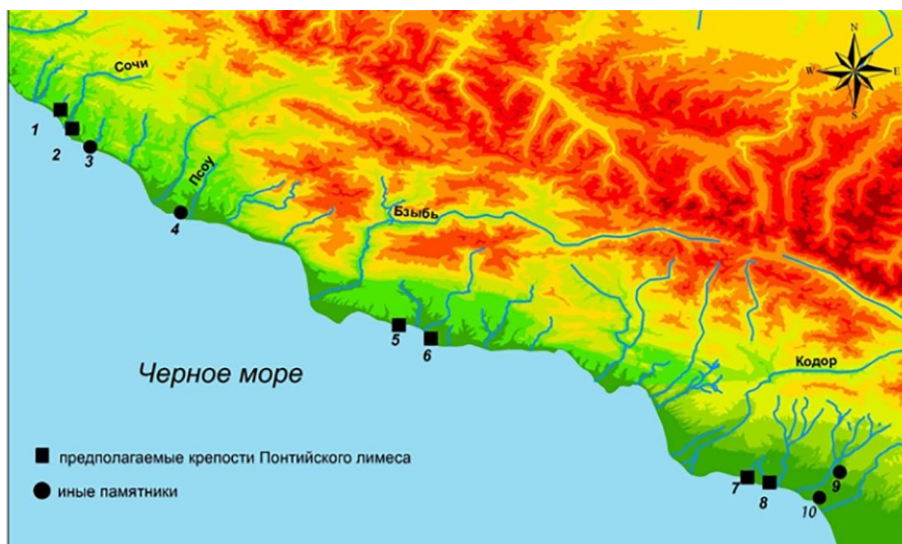 N
W
E
S
Сочи
1
2
3
Псоу
4
Бзыбь
5
6
Черное море
Кодор
7
8
9
10
предполагаемые крепости Понтийского лимеса
иные памятники